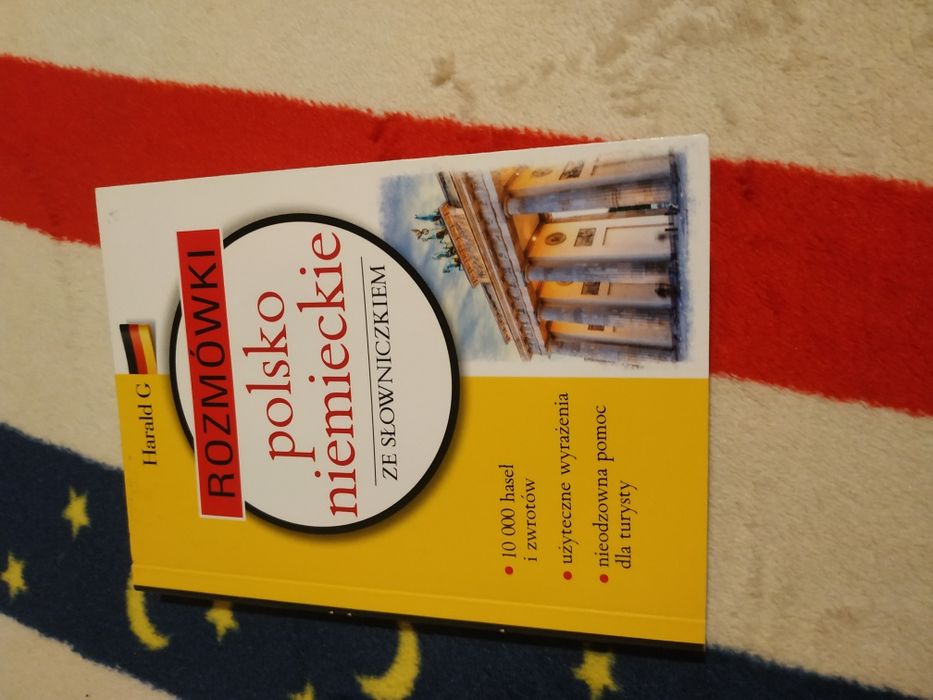 Harald G
ROZMÓWKI
polsko
niemieckie
ZE SŁOWNICZKIEM
• 10 000 haseł
i zwrotów
• użyteczne wyrażenia
• nieodzowna pomoc
dla turysty